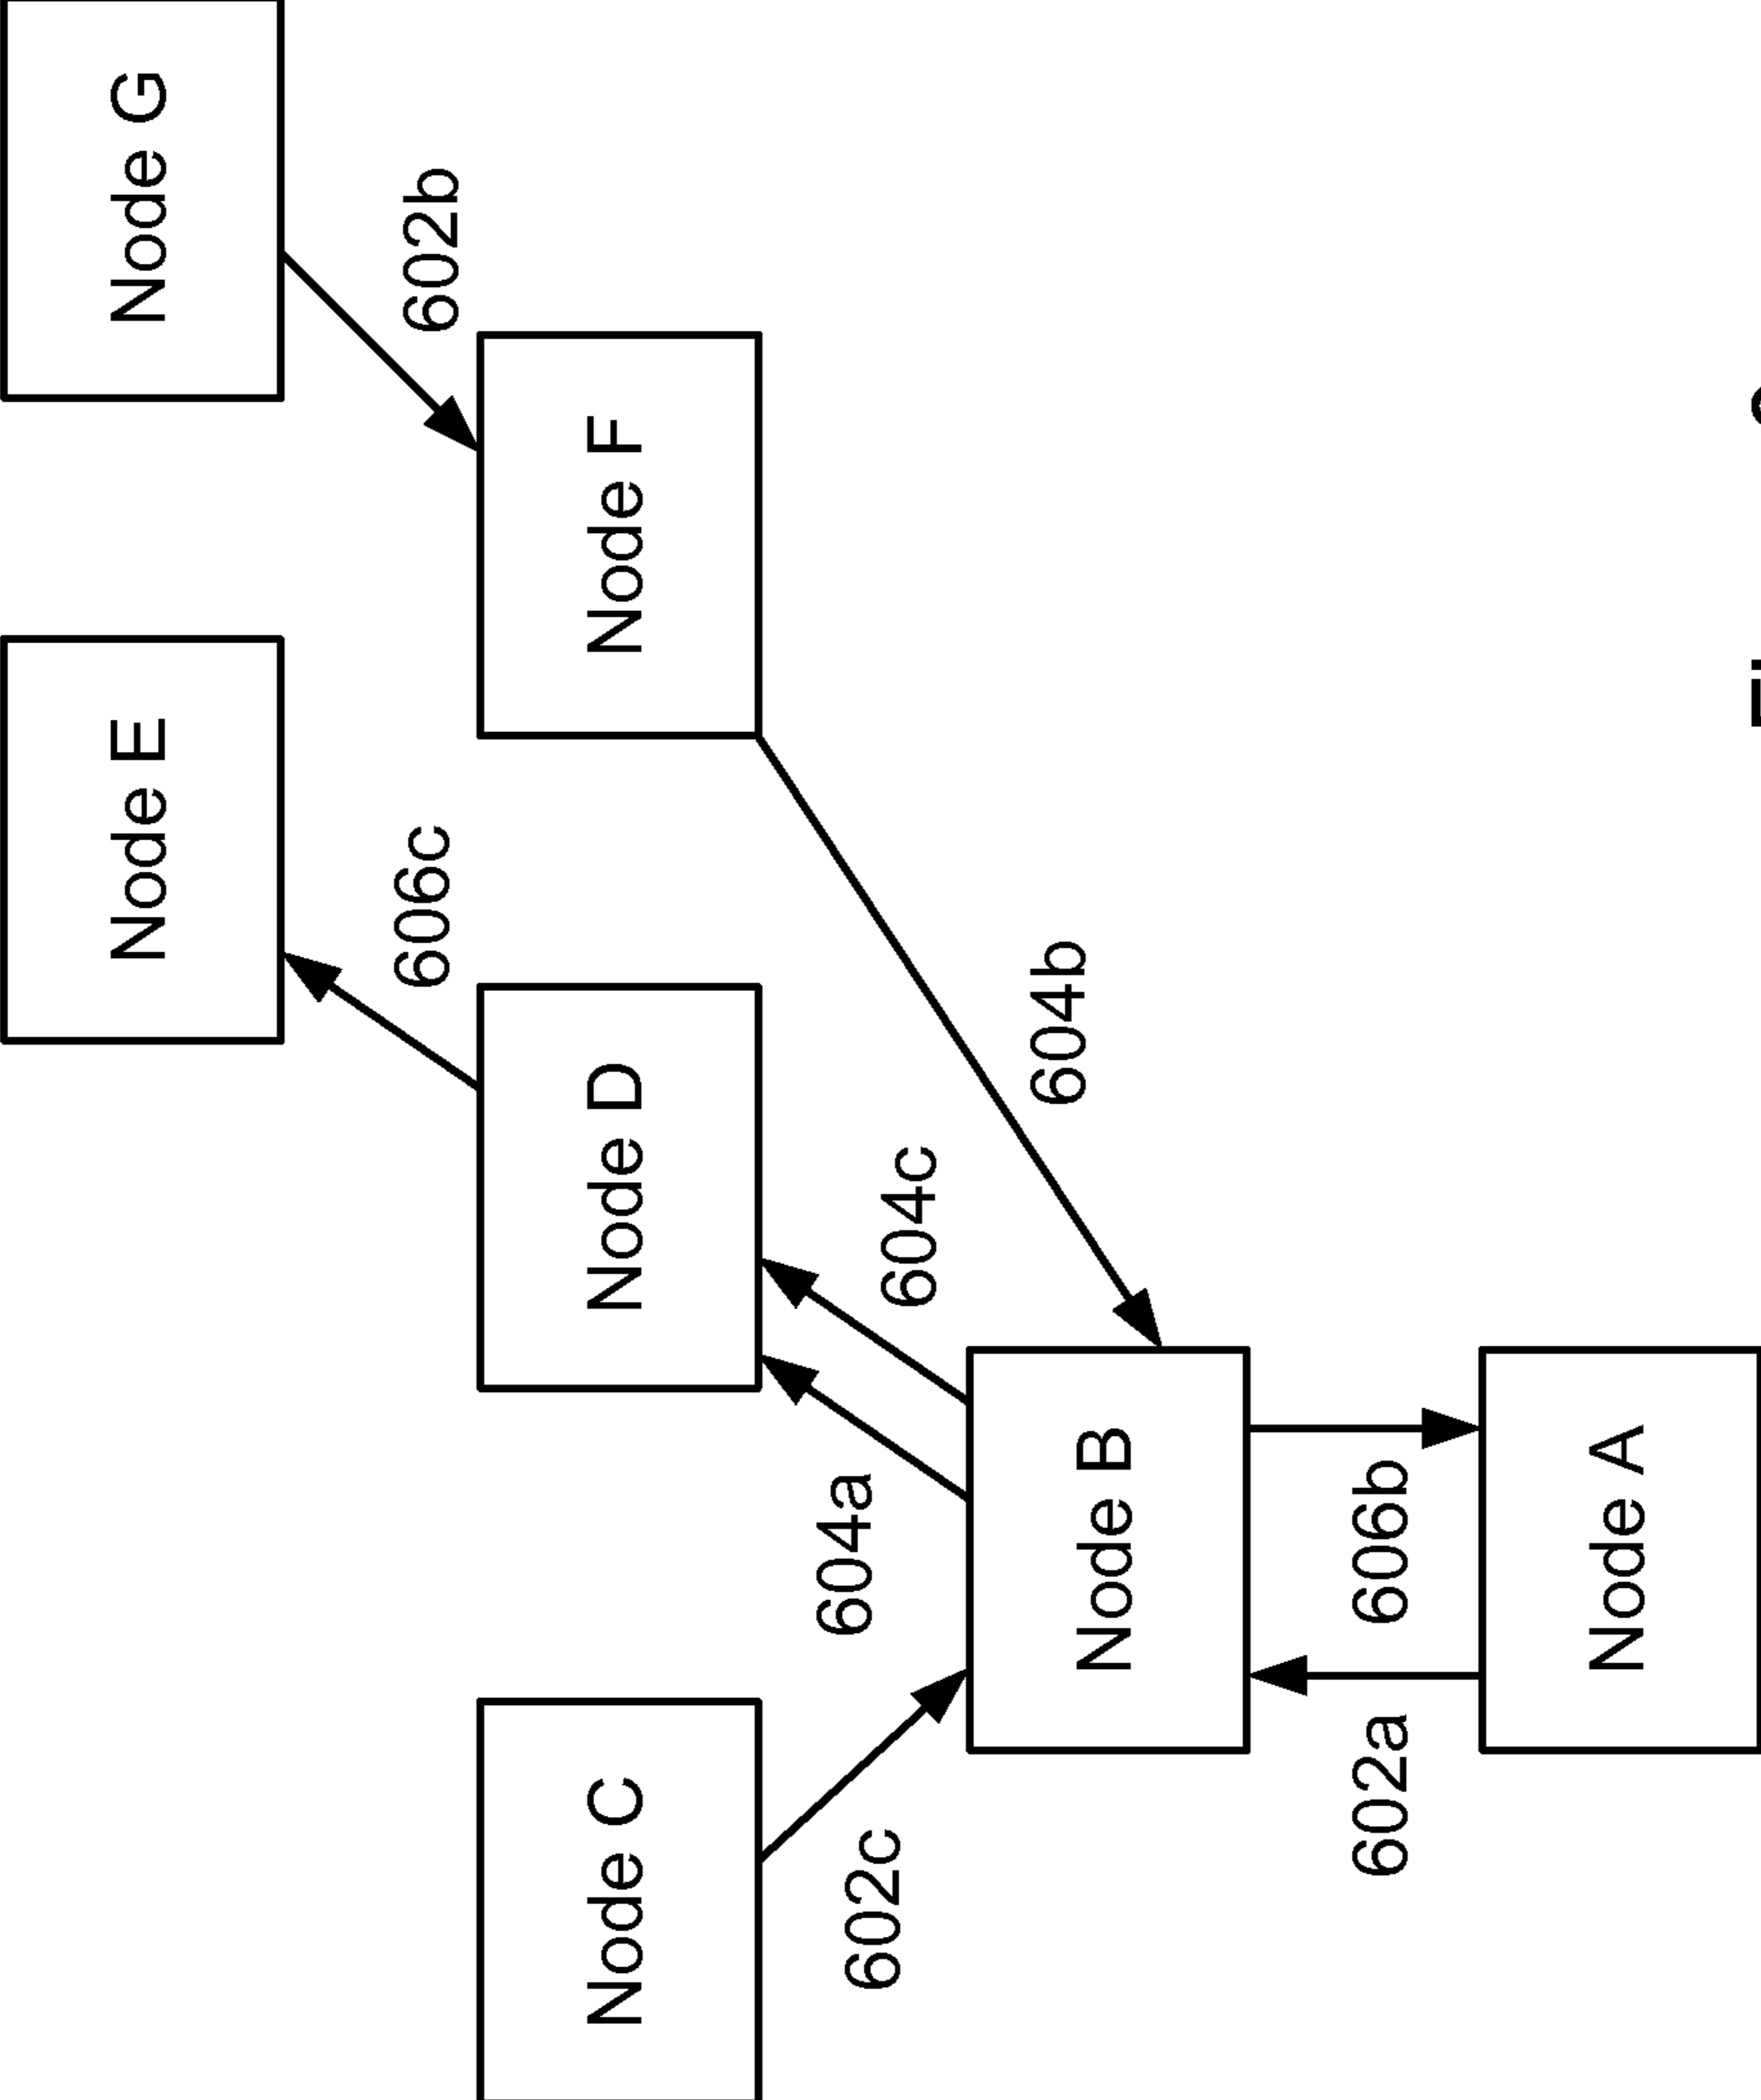 Node C
Node D
Node E
Node F
Node G
Node B
Node A
602c
604a
604c
606c
602b
604b
602a
606b